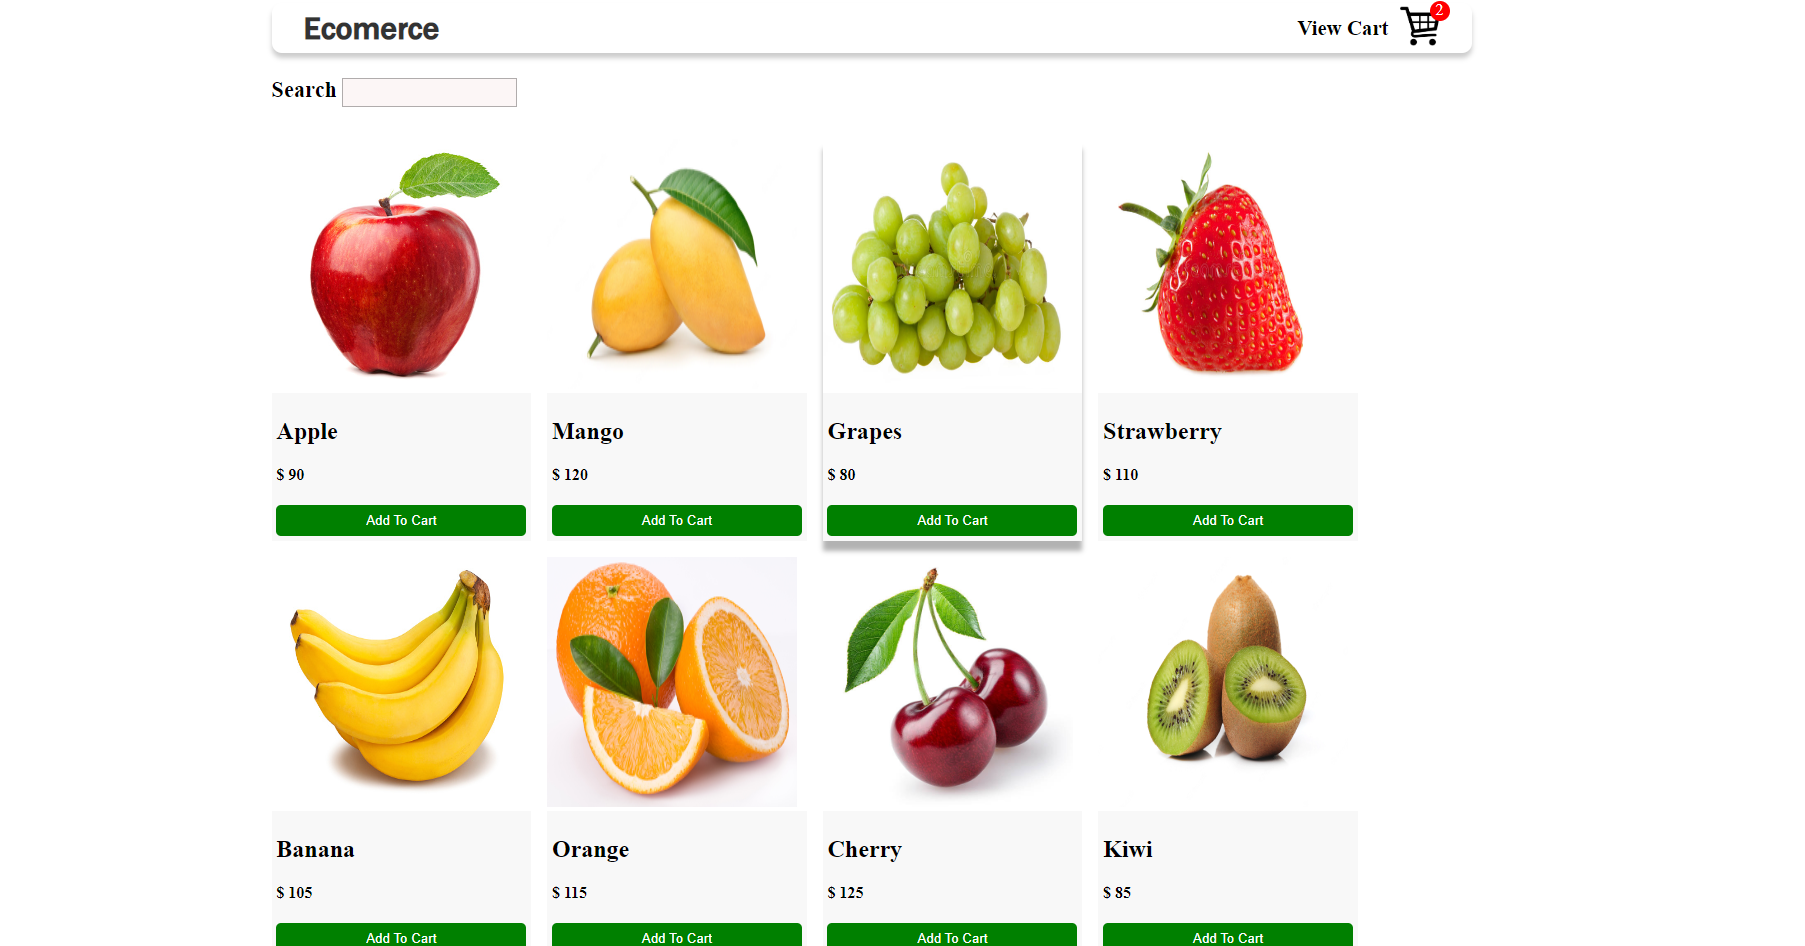 Ecomerce
View Cart 2
Search
Apple
$ 90
Add To Cart
Mango
$ 120
Add To Cart
Grapes
$ 80
Add To Cart
Strawberry
$ 110
Add To Cart
Banana
$ 105
Add To Cart
Orange
$ 115
Add To Cart
Cherry
$ 125
Add To Cart
Kiwi
$ 85
Add To Cart